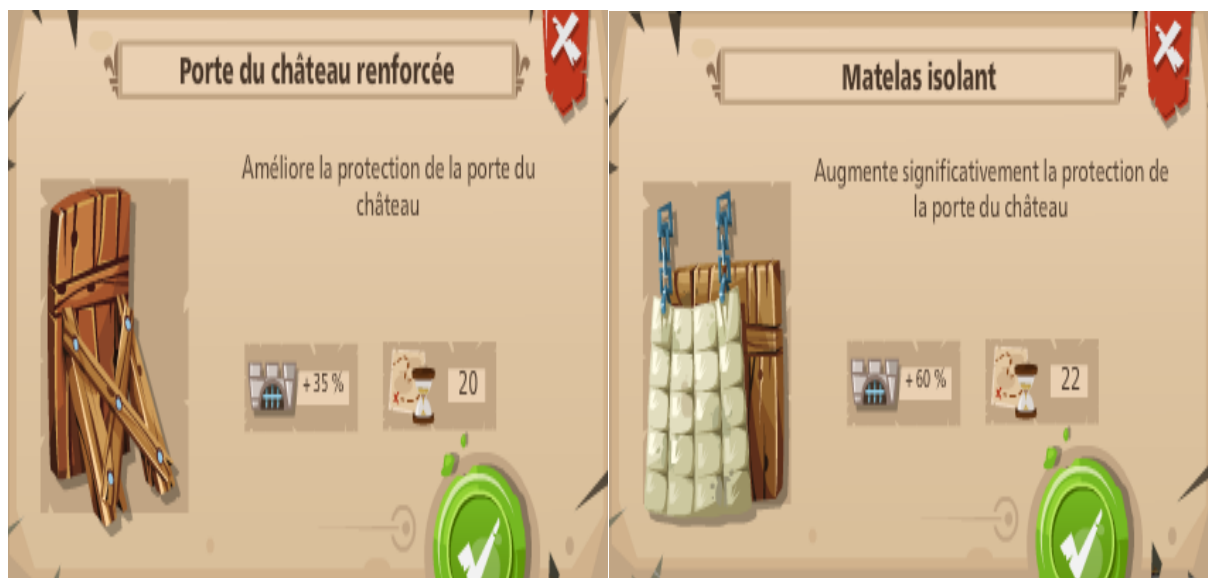 Porte du château renforcée
Améliore la protection de la porte du
château
+35 %
20
Matelas isolant
Augmente significativement la protection de
la porte du château
+60 %
22